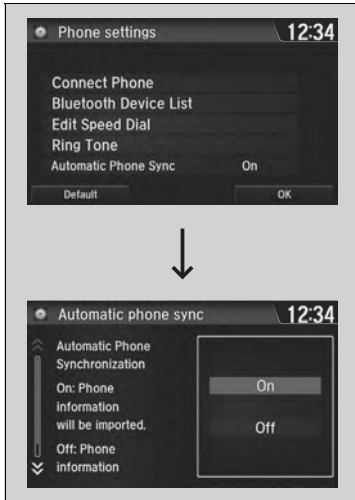 Phone settings 12:34
Connect Phone
Bluetooth Device List
Edit Speed Dial
Ring Tone
Automatic Phone Sync On
Default OK
Automatic phone sync 12:34
Automatic Phone
Synchronization
On: Phone
information
will be imported.
Off: Phone
information
On
Off